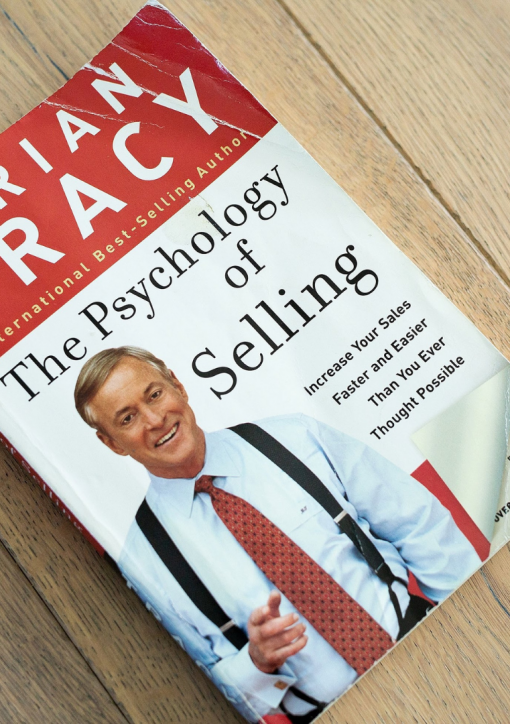 RIAN
RACY
ternational Best-Selling Author
The Psychology
of
Selling
Increase Your Sales
Faster and Easier
Than You Ever
Thought Possible